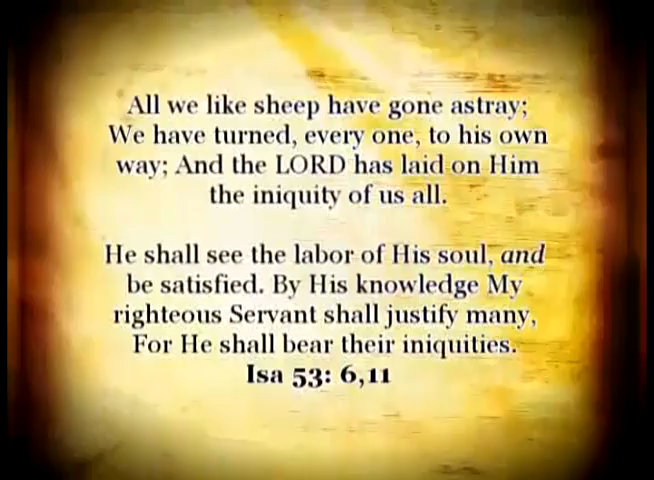 All we like sheep have gone astray;
We have turned, every one, to his own
way; And the LORD has laid on Him
the iniquity of us all.
He shall see the labor of His soul, and
be satisfied. By His knowledge My
righteous Servant shall justify many,
For He shall bear their iniquities.
Isa 53: 6,11